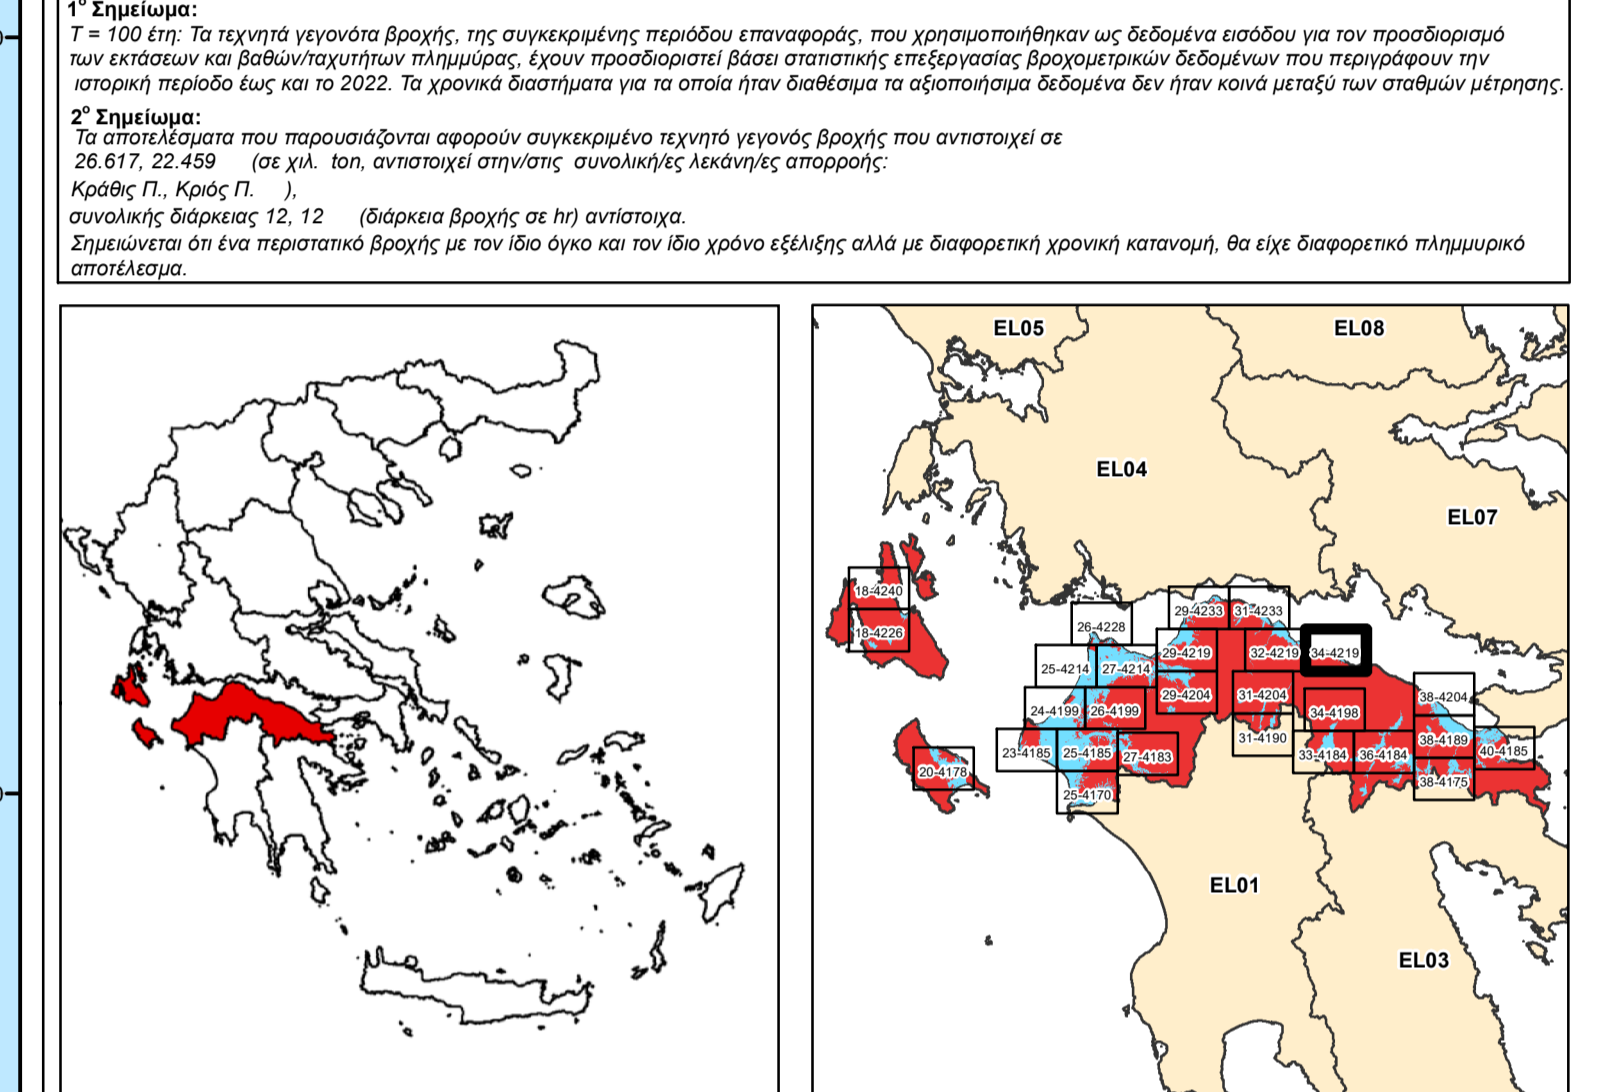 1° Σημείωμα:
T = 100 έτη: Τα τεχνητά γεγονότα βροχής, της συγκεκριμένης περιόδου επαναφοράς, που χρησιμοποιήθηκαν ως δεδομένα εισόδου για τον προσδιορισμό
των εκτάσεων και βαθών/ταχυτήτων πλημμύρας, έχουν προσδιοριστεί βάσει στατιστικής επεξεργασίας βροχομετρικών δεδομένων που περιγράφουν την
ιστορική περίοδο έως και το 2022. Τα χρονικά διαστήματα για τα οποία ήταν διαθέσιμα τα αξιοποιήσιμα δεδομένα δεν ήταν κοινά μεταξύ των σταθμών μέτρησης.
2° Σημείωμα:
Τα αποτελέσματα που παρουσιάζονται αφορούν συγκεκριμένο τεχνητό γεγονός βροχής που αντιστοιχεί σε
26.617, 22.459 (σε χιλ. ton, αντιστοιχεί στην/στις συνολική/ες λεκάνη/ες απορροής:
Κράθις Π., Κριός Π. ),
συνολικής διάρκειας 12, 12 (διάρκεια βροχής σε hr) αντίστοιχα.
Σημειώνεται ότι ένα περιστατικό βροχής με τον ίδιο όγκο και τον ίδιο χρόνο εξέλιξης αλλά με διαφορετική χρονική κατανομή, θα είχε διαφορετικό πλημμυρικό
αποτέλεσμα.
EL05
EL08
EL04
EL07
18-4240
18-4226
26-4228
29-4233
31-4233
25-4214
27-4214
29-4219
32-4219
34-4219
24-4199
26-4199
29-4204
31-4204
34-4198
38-4204
23-4185
25-4185
27-4183
31-4190
33-4184
36-4184
38-4189
40-4185
20-4178
25-4170
38-4175
EL01
EL03